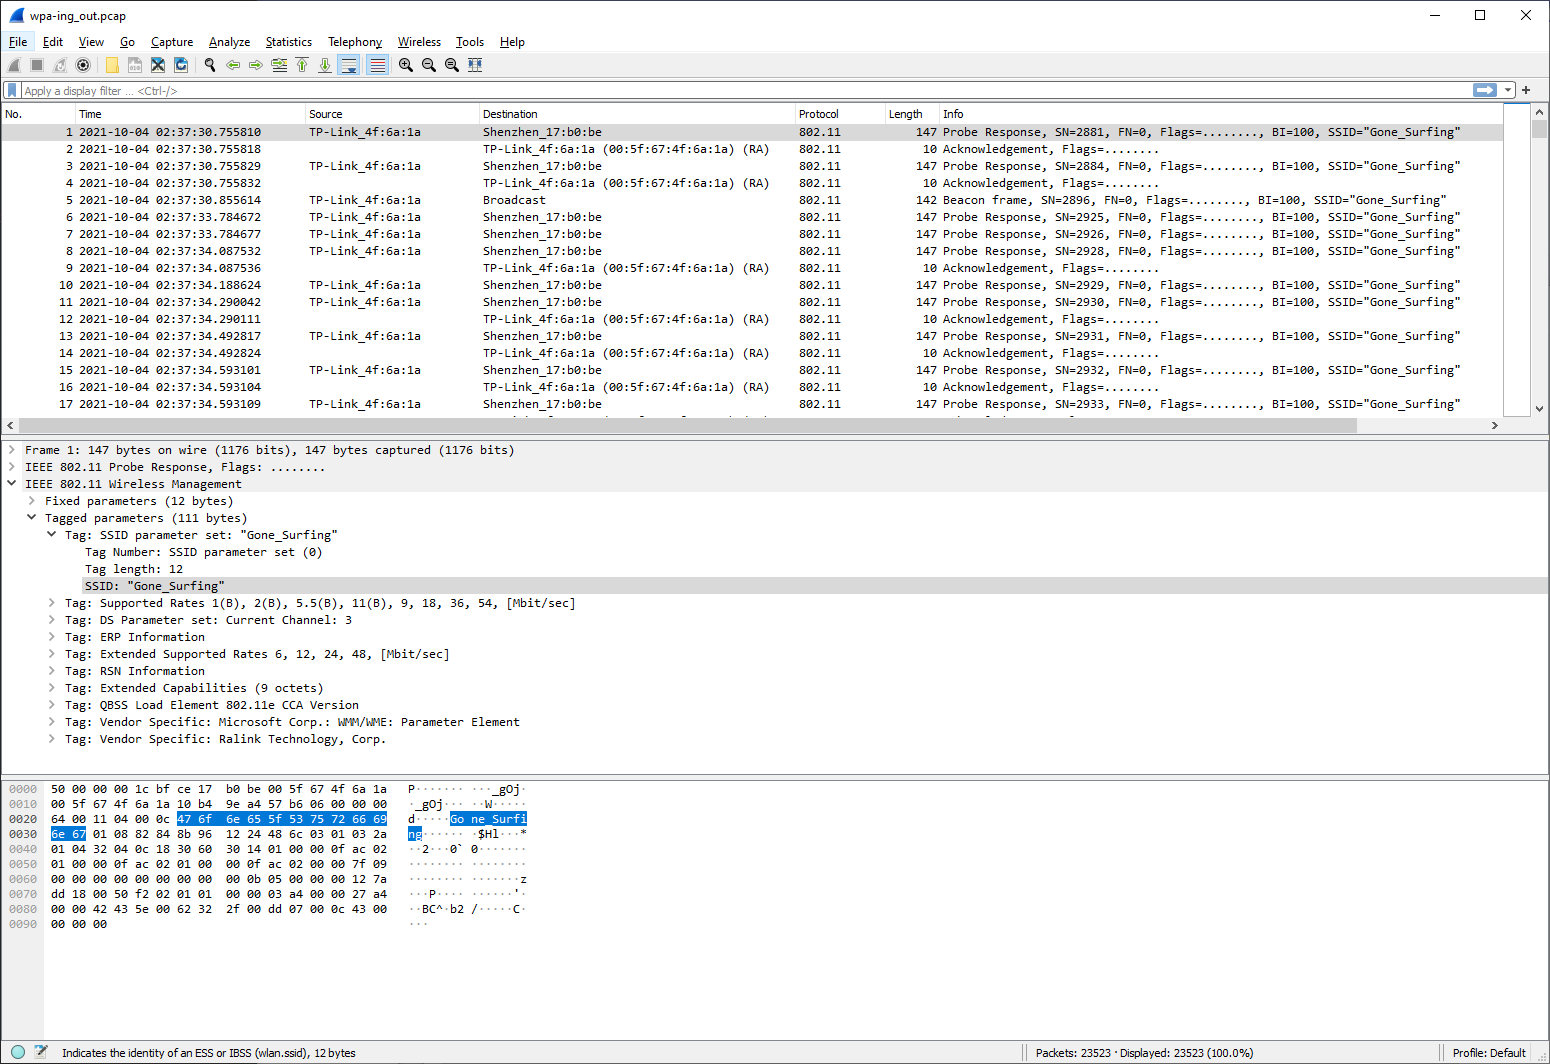 wpa-ing_out.pcap
File Edit View Go Capture Analyze Statistics Telephony Wireless Tools Help
Apply a display filter ... <Ctrl-/>
No. Time Source Destination Protocol Length Info
1 2021-10-04 02:37:30.755810 TP-Link_4f:6a:1a Shenzhen_17:b0:be 802.11 147 Probe Response, SN=2881, FN=0, Flags=........, BI=100, SSID="Gone_Surfing"
2 2021-10-04 02:37:30.755818 TP-Link_4f:6a:1a (00:5f:67:4f:6a:1a) (RA) 802.11 10 Acknowledgement, Flags=........
3 2021-10-04 02:37:30.755829 TP-Link_4f:6a:1a Shenzhen_17:b0:be 802.11 147 Probe Response, SN=2884, FN=0, Flags=........, BI=100, SSID="Gone_Surfing"
4 2021-10-04 02:37:30.755832 TP-Link_4f:6a:1a (00:5f:67:4f:6a:1a) (RA) 802.11 10 Acknowledgement, Flags=........
5 2021-10-04 02:37:30.855614 TP-Link_4f:6a:1a Broadcast 802.11 142 Beacon frame, SN=2896, FN=0, Flags=........, BI=100, SSID="Gone_Surfing"
6 2021-10-04 02:37:33.784672 TP-Link_4f:6a:1a Shenzhen_17:b0:be 802.11 147 Probe Response, SN=2925, FN=0, Flags=........, BI=100, SSID="Gone_Surfing"
7 2021-10-04 02:37:33.784677 TP-Link_4f:6a:1a Shenzhen_17:b0:be 802.11 147 Probe Response, SN=2926, FN=0, Flags=........, BI=100, SSID="Gone_Surfing"
8 2021-10-04 02:37:34.087532 TP-Link_4f:6a:1a Shenzhen_17:b0:be 802.11 147 Probe Response, SN=2928, FN=0, Flags=........, BI=100, SSID="Gone_Surfing"
9 2021-10-04 02:37:34.087536 TP-Link_4f:6a:1a (00:5f:67:4f:6a:1a) (RA) 802.11 10 Acknowledgement, Flags=........
10 2021-10-04 02:37:34.188624 TP-Link_4f:6a:1a Shenzhen_17:b0:be 802.11 147 Probe Response, SN=2929, FN=0, Flags=........, BI=100, SSID="Gone_Surfing"
11 2021-10-04 02:37:34.290042 TP-Link_4f:6a:1a Shenzhen_17:b0:be 802.11 147 Probe Response, SN=2930, FN=0, Flags=........, BI=100, SSID="Gone_Surfing"
12 2021-10-04 02:37:34.290111 TP-Link_4f:6a:1a (00:5f:67:4f:6a:1a) (RA) 802.11 10 Acknowledgement, Flags=........
13 2021-10-04 02:37:34.492817 TP-Link_4f:6a:1a Shenzhen_17:b0:be 802.11 147 Probe Response, SN=2931, FN=0, Flags=........, BI=100, SSID="Gone_Surfing"
14 2021-10-04 02:37:34.492824 TP-Link_4f:6a:1a (00:5f:67:4f:6a:1a) (RA) 802.11 10 Acknowledgement, Flags=........
15 2021-10-04 02:37:34.593101 TP-Link_4f:6a:1a Shenzhen_17:b0:be 802.11 147 Probe Response, SN=2932, FN=0, Flags=........, BI=100, SSID="Gone_Surfing"
16 2021-10-04 02:37:34.593104 TP-Link_4f:6a:1a (00:5f:67:4f:6a:1a) (RA) 802.11 10 Acknowledgement, Flags=........
17 2021-10-04 02:37:34.593109 TP-Link_4f:6a:1a Shenzhen_17:b0:be 802.11 147 Probe Response, SN=2933, FN=0, Flags=........, BI=100, SSID="Gone_Surfing"
Frame 1: 147 bytes on wire (1176 bits), 147 bytes captured (1176 bits)
IEEE 802.11 Probe Response, Flags: ........
IEEE 802.11 Wireless Management
Fixed parameters (12 bytes)
Tagged parameters (111 bytes)
Tag: SSID parameter set: "Gone_Surfing"
Tag Number: SSID parameter set (0)
Tag length: 12
SSID: "Gone_Surfing"
Tag: Supported Rates 1(B), 2(B), 5.5(B), 11(B), 9, 18, 36, 54, [Mbit/sec]
Tag: DS Parameter set: Current Channel: 3
Tag: ERP Information
Tag: Extended Supported Rates 6, 12, 24, 48, [Mbit/sec]
Tag: RSN Information
Tag: Extended Capabilities (9 octets)
Tag: QBSS Load Element 802.11e CCA Version
Tag: Vendor Specific: Microsoft Corp.: WMM/WME: Parameter Element
Tag: Vendor Specific: Ralink Technology, Corp.
0000 50 00 00 00 1c bf ce 17 b0 be 00 5f 67 4f 6a 1a P······· ···_gOj·
0010 00 5f 67 4f 6a 1a 10 b4 9e a4 57 b6 06 00 00 00 ·_gOj··· ··W·····
0020 64 00 11 04 00 0c 47 6f 6e 65 5f 53 75 72 66 69 d·····Go ne_Surfi
0030 6e 67 01 08 82 84 8b 96 12 24 48 6c 03 01 03 2a ng······ ·$Hl···*
0040 01 04 32 04 0c 18 30 60 30 14 01 00 00 0f ac 02 ··2···0` 0·······
0050 01 00 00 0f ac 02 01 00 00 0f ac 02 00 00 7f 09 ········ ········
0060 00 00 00 00 00 00 00 00 00 0b 05 00 00 00 12 7a ········ ·······z
0070 dd 18 00 50 f2 02 01 01 00 00 03 a4 00 00 27 a4 ···P···· ······'·
0080 00 00 42 43 5e 00 62 32 2f 00 dd 07 00 0c 43 00 ··BC^·b2 /·····C·
0090 00 00 00 ···
Indicates the identity of an ESS or IBSS (wlan.ssid), 12 bytes
Packets: 23523 · Displayed: 23523 (100.0%)
Profile: Default